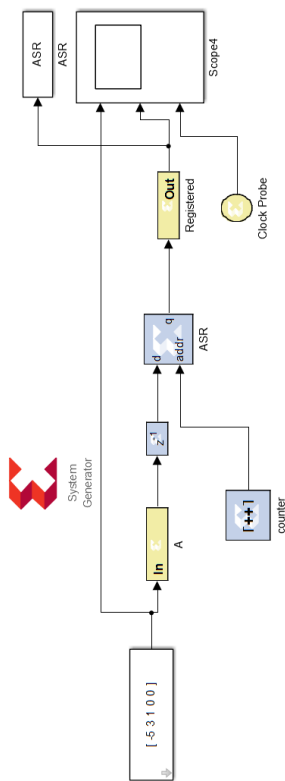 [ -5 3 1 0 0 ]
System
Generator
In
A
z-1
d
addr
q
ASR
[++]
counter
Out
Registered
Clock Probe
ASR
ASR
Scope4